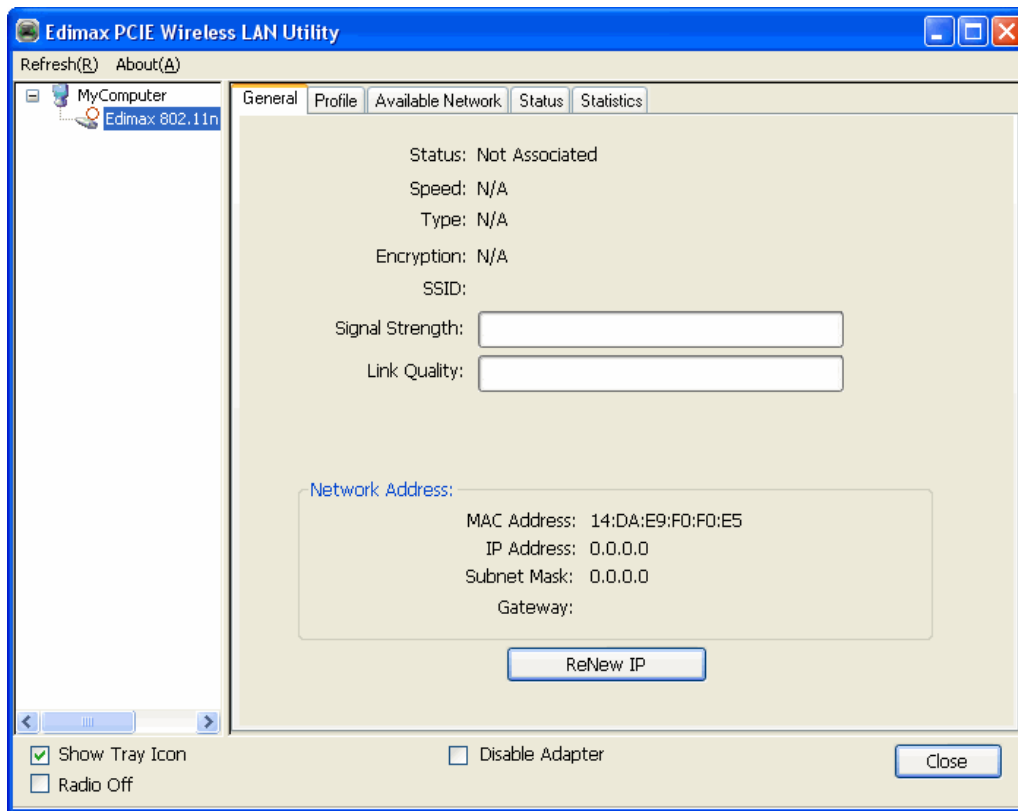 Edimax PCIE Wireless LAN Utility
Refresh(R) About(A)
MyComputer
Edimax 802.11n
General Profile Available Network Status Statistics
Status: Not Associated
Speed: N/A
Type: N/A
Encryption: N/A
SSID:
Signal Strength:
Link Quality:
Network Address:
MAC Address: 14:DA:E9:F0:F0:E5
IP Address: 0.0.0.0
Subnet Mask: 0.0.0.0
Gateway:
ReNew IP
Show Tray Icon Disable Adapter Close
Radio Off